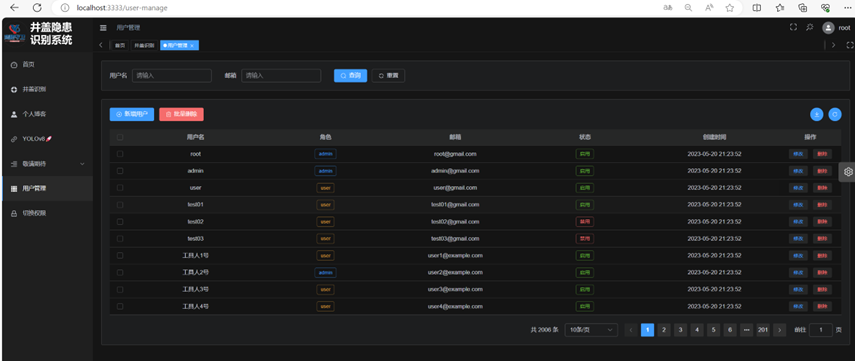 localhost:3333/user-manage
井盖隐患
识别系统
用户管理
root
首页 井盖识别 用户管理 ×
首页
井盖识别
个人博客
YOLOv8🚀
敬请期待
用户管理
切换权限
用户名 请输入 邮箱 请输入 查询 重置
新增用户 批量删除
用户名 角色 邮箱 状态 创建时间 操作
root admin root@gmail.com 启用 2023-05-20 21:23:52 修改 删除
admin admin admin@gmail.com 启用 2023-05-20 21:23:52 修改 删除
user user user@gmail.com 启用 2023-05-20 21:23:52 修改 删除
test01 user test01@gmail.com 启用 2023-05-20 21:23:52 修改 删除
test02 user test02@gmail.com 禁用 2023-05-20 21:23:52 修改 删除
test03 user test03@gmail.com 禁用 2023-05-20 21:23:52 修改 删除
工具人1号 user user1@example.com 启用 2023-05-20 21:23:52 修改 删除
工具人2号 admin user2@example.com 启用 2023-05-20 21:23:52 修改 删除
工具人3号 user user3@example.com 启用 2023-05-20 21:23:52 修改 删除
工具人4号 user user4@example.com 启用 2023-05-20 21:23:52 修改 删除
共 2006 条 10条/页 1 2 3 4 5 6 ••• 201 前往 1 页